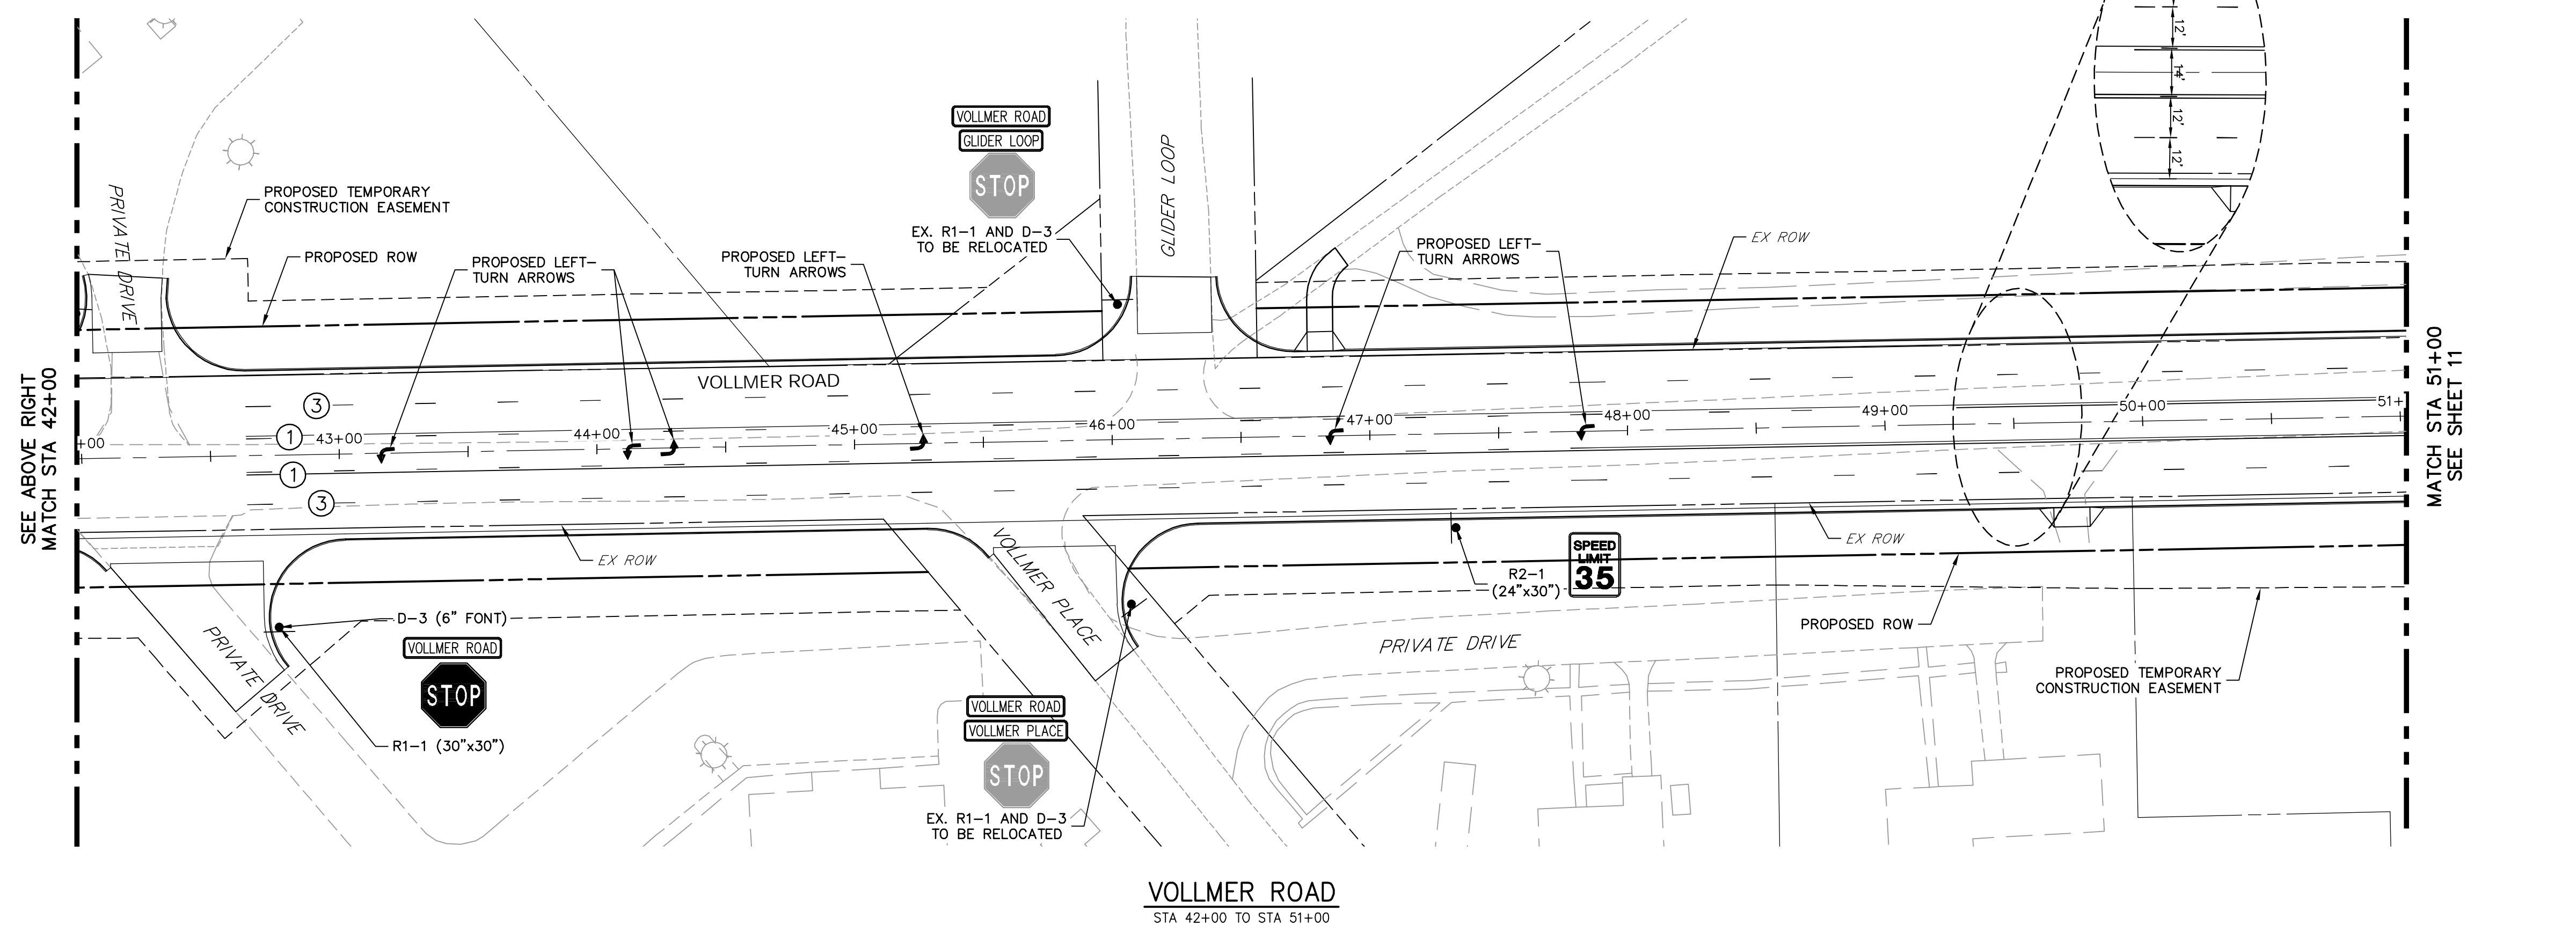 12'
14'
12'
12'
VOLLMER ROAD
GLIDER LOOP
STOP
EX. R1-1 AND D-3
TO BE RELOCATED
GLIDER LOOP
PRIVATE DRIVE
PROPOSED TEMPORARY
CONSTRUCTION EASEMENT
PROPOSED ROW
PROPOSED LEFT-
TURN ARROWS
PROPOSED LEFT-
TURN ARROWS
PROPOSED LEFT-
TURN ARROWS
EX ROW
VOLLMER ROAD
3
1
1
3
+00
43+00
44+00
45+00
46+00
47+00
48+00
49+00
50+00
51+
SEE ABOVE RIGHT
MATCH STA 42+00
MATCH STA 51+00
SEE SHEET 11
EX ROW
D-3 (6" FONT)
VOLLMER ROAD
STOP
R1-1 (30"x30")
PRIVATE DRIVE
VOLLMER PLACE
VOLLMER ROAD
VOLLMER PLACE
STOP
EX. R1-1 AND D-3
TO BE RELOCATED
R2-1
(24"x30")
SPEED
LIMIT
35
PRIVATE DRIVE
EX ROW
PROPOSED ROW
PROPOSED TEMPORARY
CONSTRUCTION EASEMENT
VOLLMER ROAD
STA 42+00 TO STA 51+00